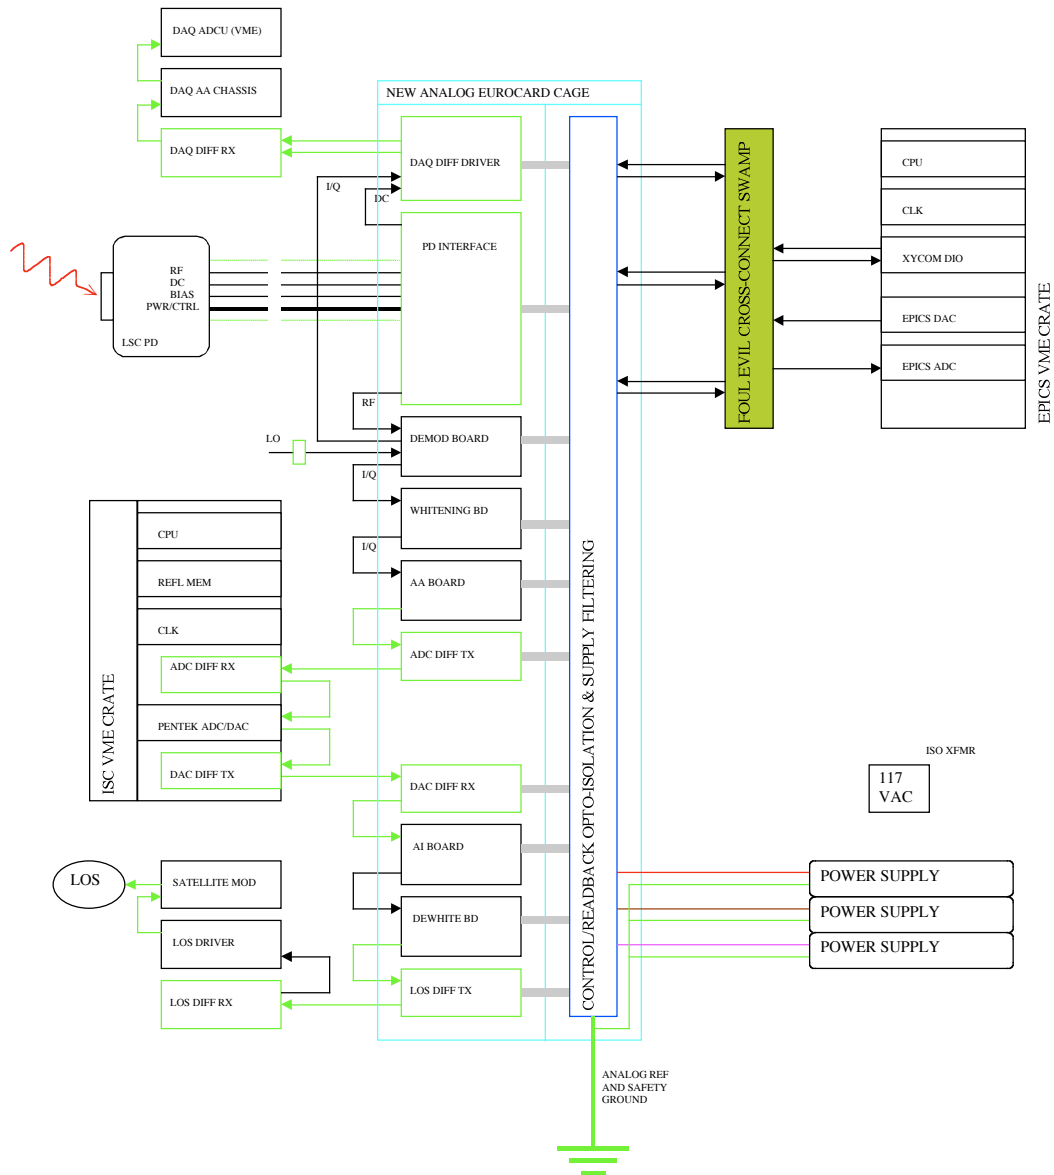 DAQ ADCU (VME)
DAQ AA CHASSIS
DAQ DIFF RX
NEW ANALOG EUROCARD CAGE
DAQ DIFF DRIVER
I/Q
DC
PD INTERFACE
RF
DC
BIAS
PWR/CTRL
LSC PD
RF
LO
DEMOD BOARD
I/Q
WHITENING BD
I/Q
AA BOARD
ADC DIFF TX
CONTROL/READBACK OPTO-ISOLATION & SUPPLY FILTERING
FOUL EVIL CROSS-CONNECT SWAMP
CPU
CLK
XYCOM DIO
EPICS DAC
EPICS ADC
EPICS VME CRATE
ISC VME CRATE
CPU
REFL MEM
CLK
ADC DIFF RX
PENTEK ADC/DAC
DAC DIFF TX
DAC DIFF RX
AI BOARD
DEWHITE BD
LOS DIFF TX
LOS
SATELLITE MOD
LOS DRIVER
LOS DIFF RX
ISO XFMR
117
VAC
POWER SUPPLY
POWER SUPPLY
POWER SUPPLY
ANALOG REF
AND SAFETY
GROUND